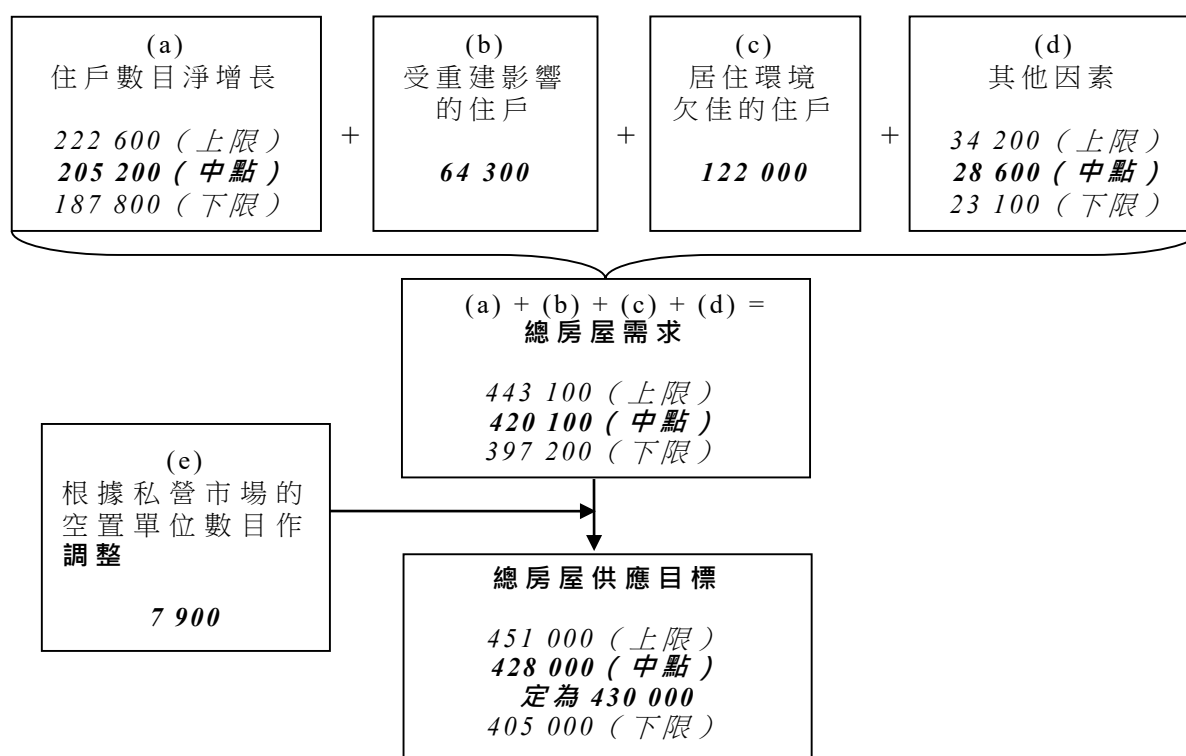 (a)
住戶數目淨增長
222 600（上限）
205 200（中點）
187 800（下限）
+
(b)
受重建影響
的住戶
64 300
+
(c)
居住環境
欠佳的住戶
122 000
+
(d)
其他因素
34 200（上限）
28 600（中點）
23 100（下限）
(a) + (b) + (c) + (d) =
總房屋需求
443 100（上限）
420 100（中點）
397 200（下限）
(e)
根據私營市場的
空置單位數目作
調整
7 900
總房屋供應目標
451 000（上限）
428 000（中點）
定為 430 000
405 000（下限）